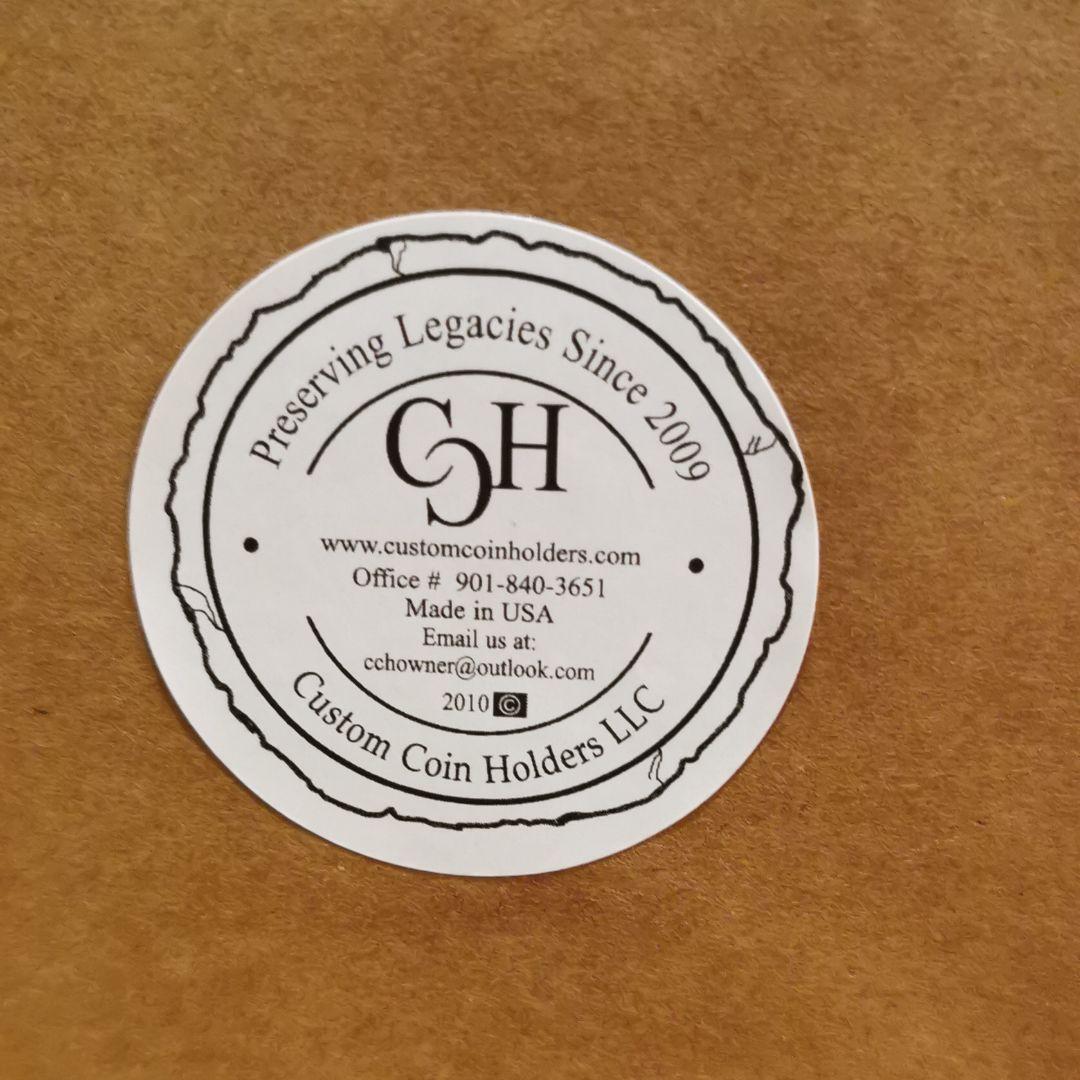 Preserving Legacies Since 2009
CCH
www.customcoinholders.com
Office # 901-840-3651
Made in USA
Email us at:
cchowner@outlook.com
2010 ©
Custom Coin Holders LLC